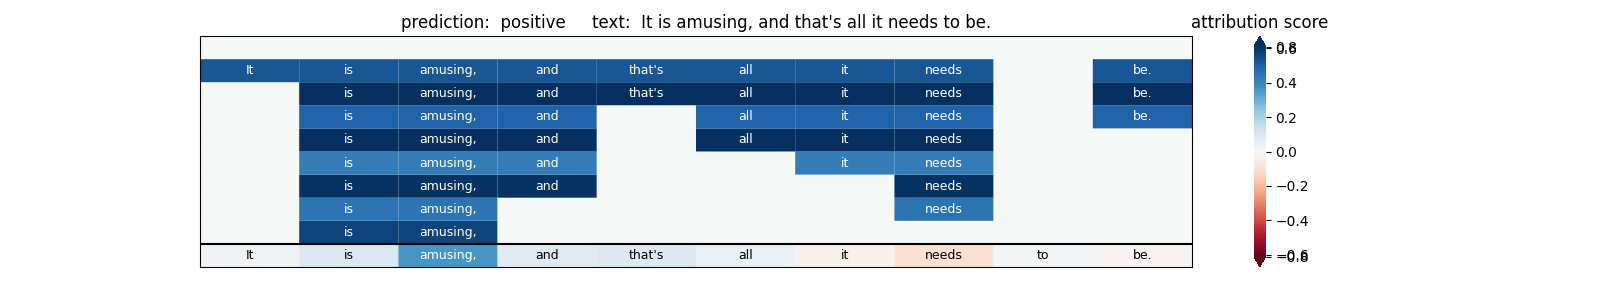 prediction:  positive     text:  It is amusing, and that's all it needs to be.
attribution score
It is amusing, and that's all it needs be.
is amusing, and that's all it needs be.
is amusing, and all it needs be.
is amusing, and all it needs
is amusing, and it needs
is amusing, and needs
is amusing, needs
is amusing,
It is amusing, and that's all it needs to be.
0.8
0.6
0.4
0.2
0.0
−0.2
−0.4
−0.6
−0.8